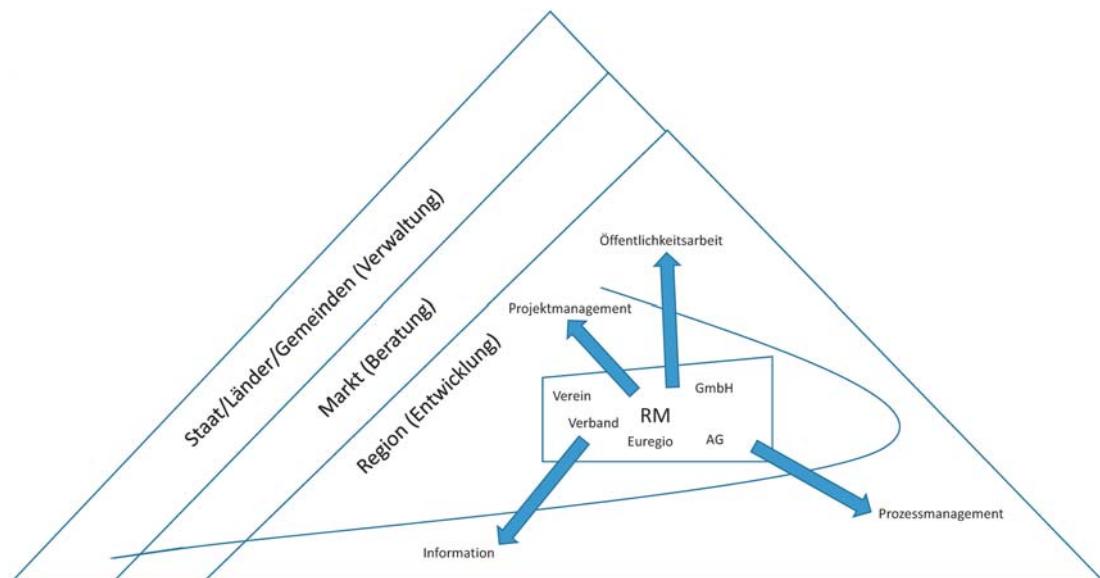 Staat/Länder/Gemeinden (Verwaltung)
Markt (Beratung)
Region (Entwicklung)
Öffentlichkeitsarbeit
Projektmanagement
GmbH
Verein
RM
Verband
Euregio
AG
Prozessmanagement
Information